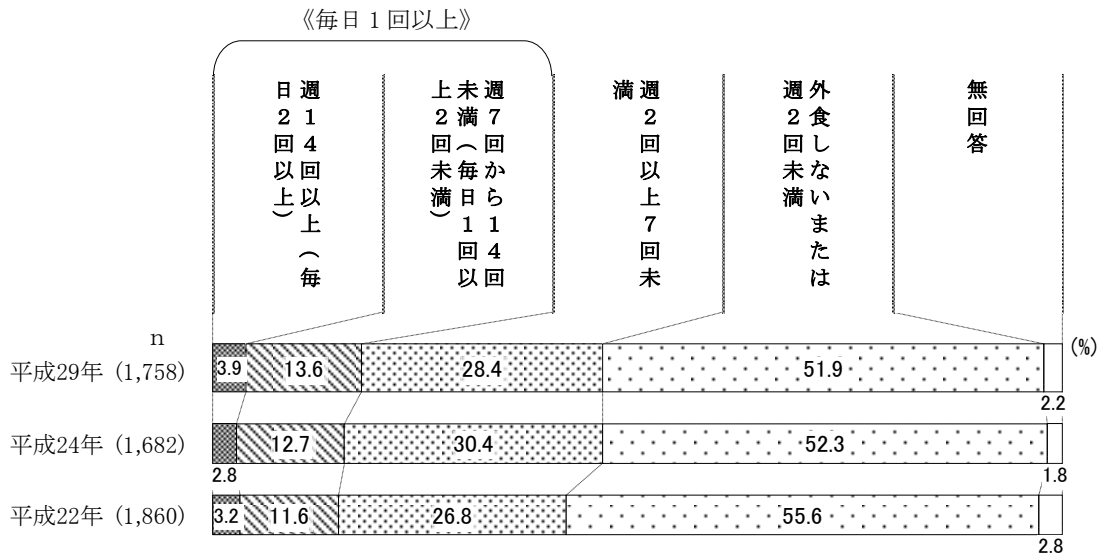 《毎日１回以上》
週１４回以上（毎
日２回以上）
週７回から１４回
未満（毎日１回以
上２回未満）
週２回以上７回未
満
外食しないまたは
週２回未満
無回答
n
(%)
平成29年 (1,758)
3.9
13.6
28.4
51.9
2.2
平成24年 (1,682)
2.8
12.7
30.4
52.3
1.8
平成22年 (1,860)
3.2
11.6
26.8
55.6
2.8